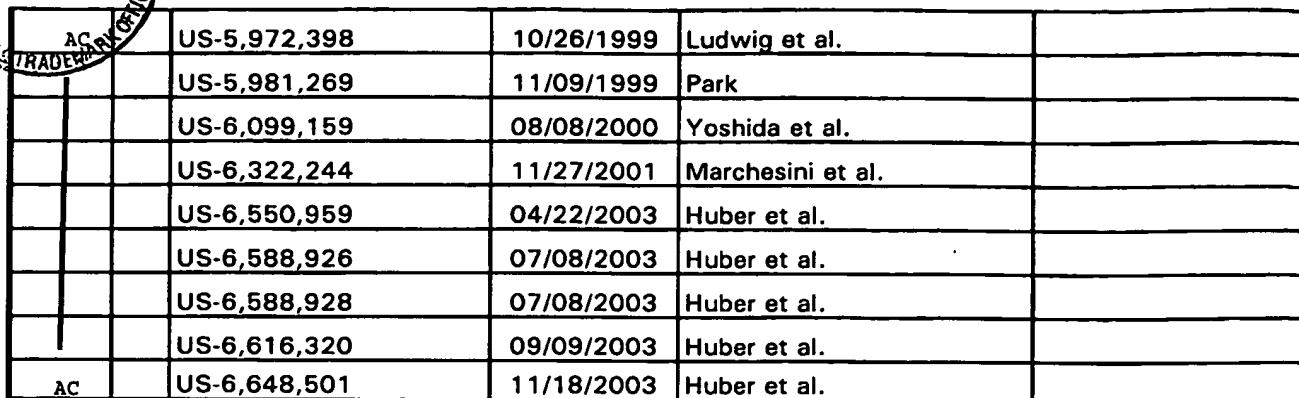 AC US-5,972,398 10/26/1999 Ludwig et al.
TRADEMARK OFFICE
US-5,981,269 11/09/1999 Park
US-6,099,159 08/08/2000 Yoshida et al.
US-6,322,244 11/27/2001 Marchesini et al.
US-6,550,959 04/22/2003 Huber et al.
US-6,588,926 07/08/2003 Huber et al.
US-6,588,928 07/08/2003 Huber et al.
US-6,616,320 09/09/2003 Huber et al.
AC US-6,648,501 11/18/2003 Huber et al.